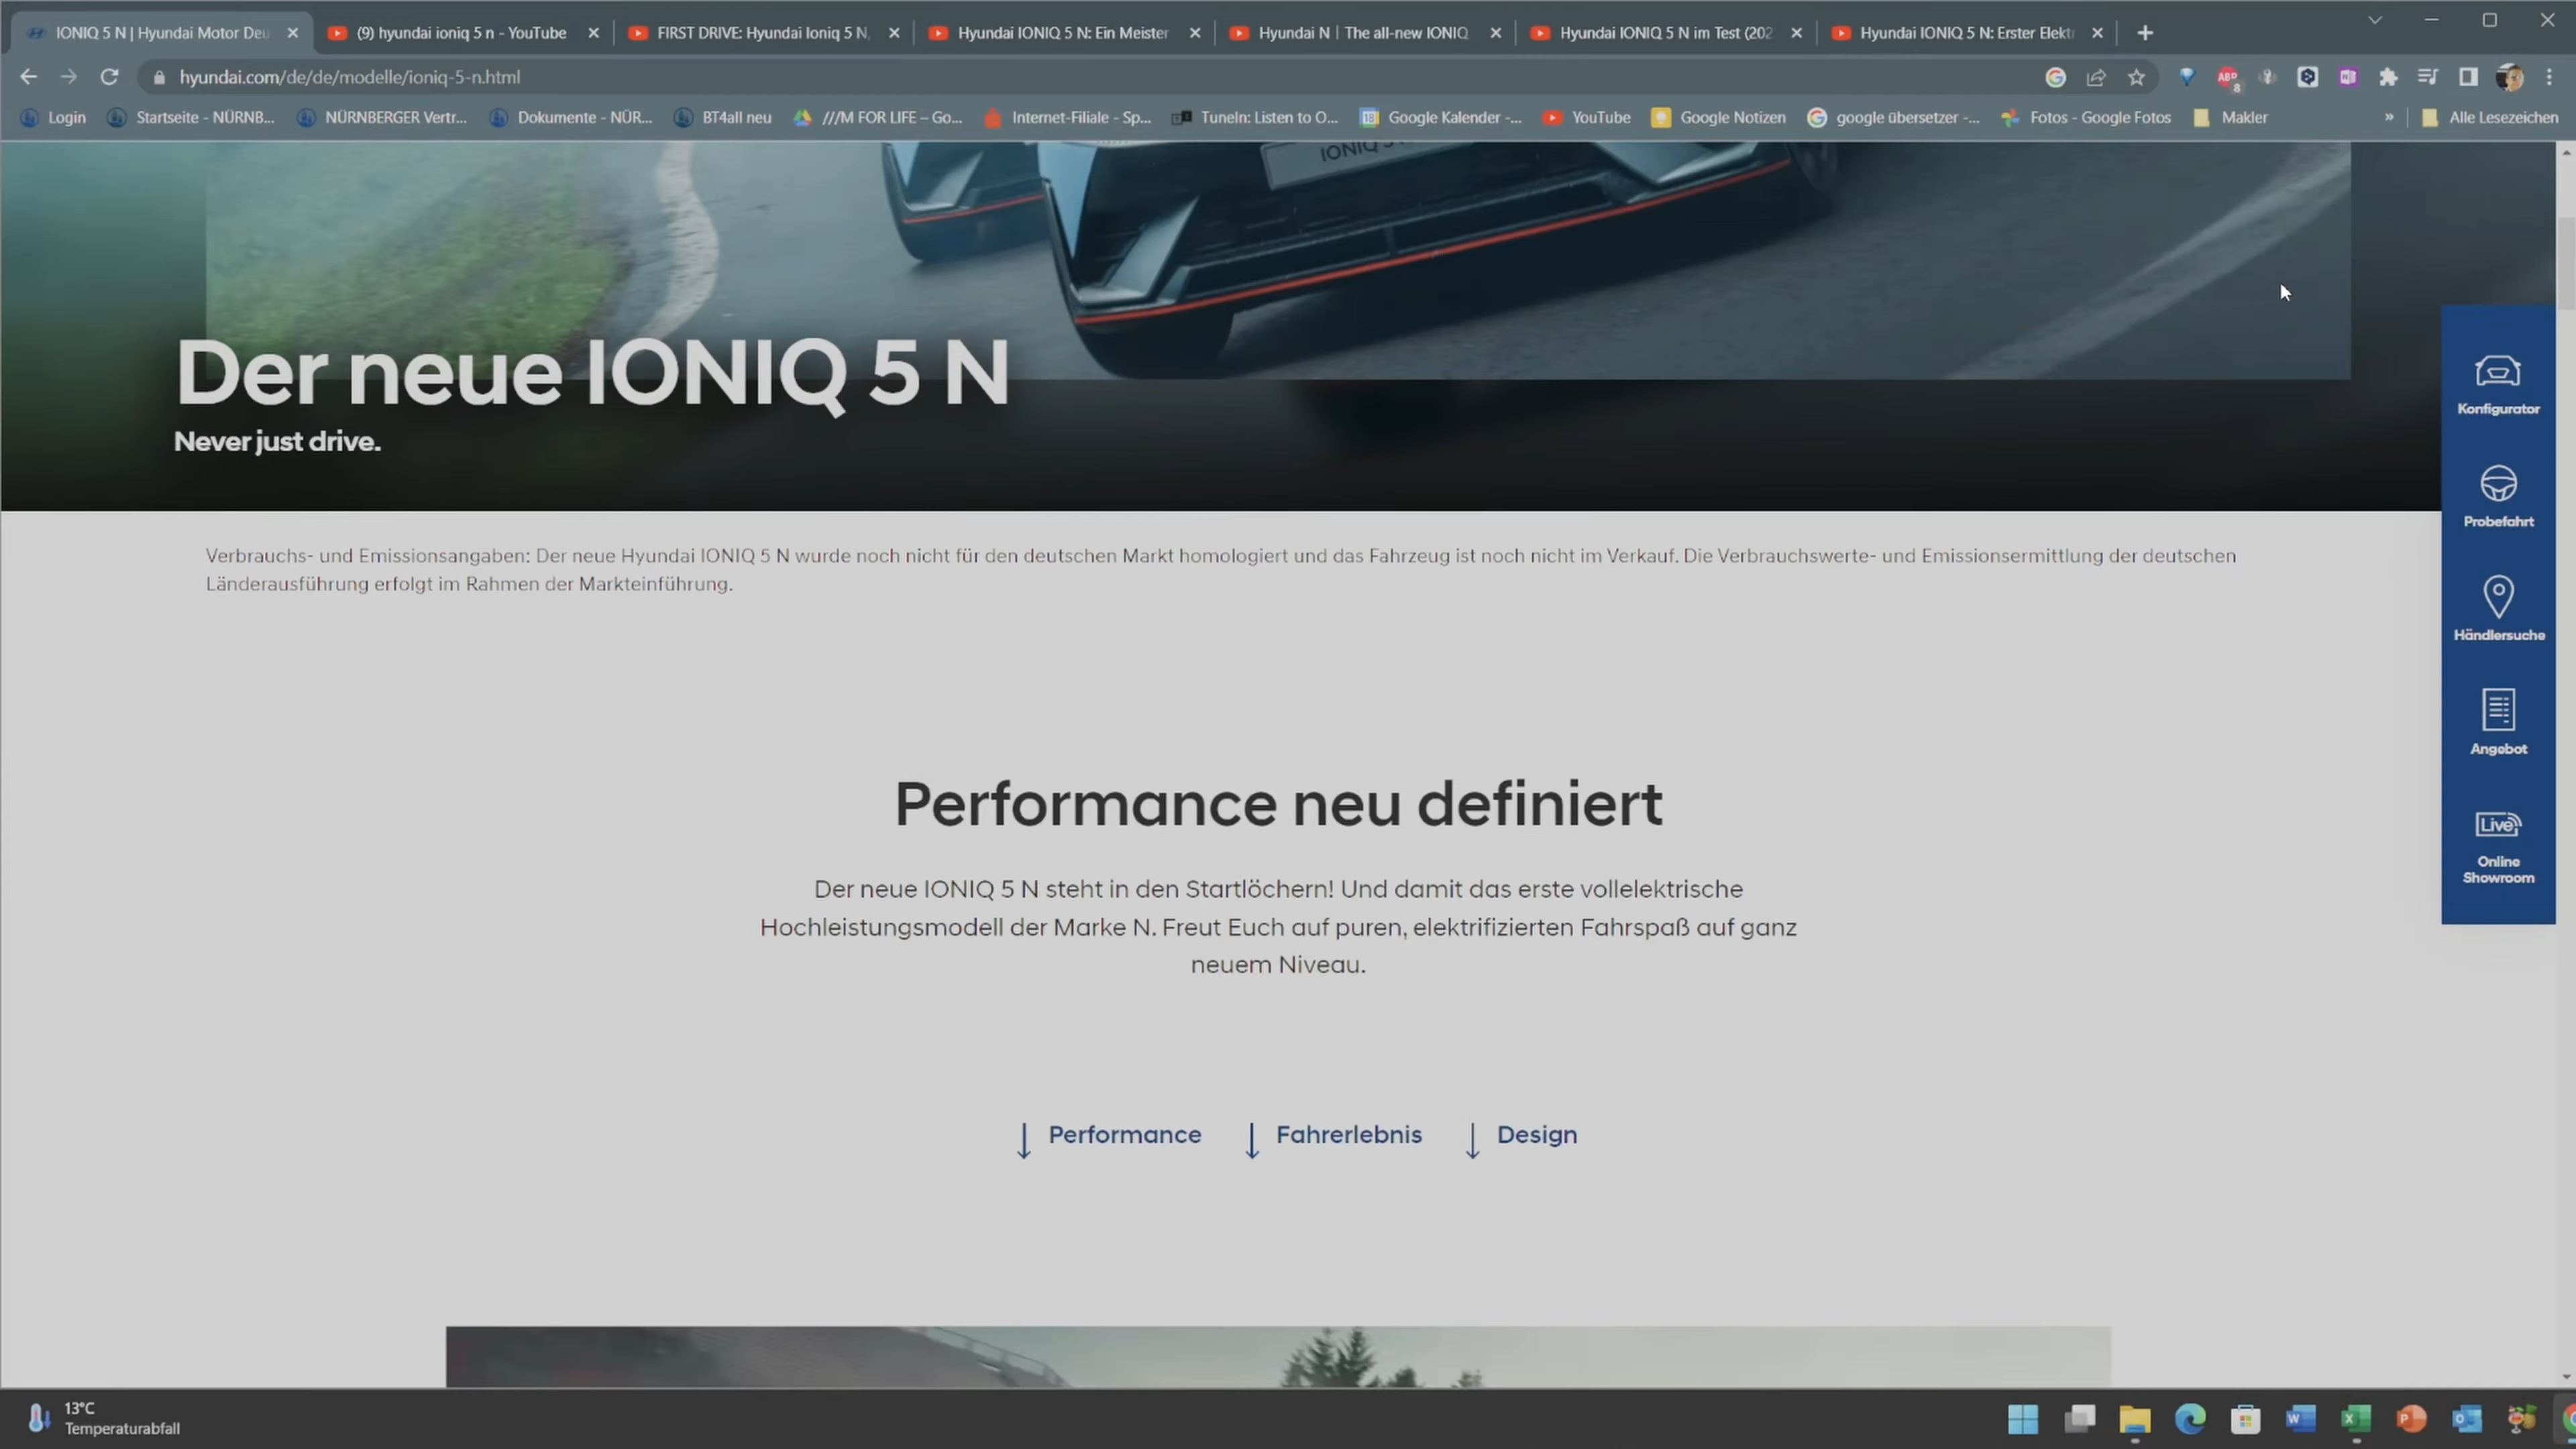 IONIQ 5 N | Hyundai Motor Deu
(9) hyundai ioniq 5 n - YouTube
FIRST DRIVE: Hyundai Ioniq 5 N,
Hyundai IONIQ 5 N: Ein Meister
Hyundai N | The all-new IONIQ
Hyundai IONIQ 5 N im Test (202
Hyundai IONIQ 5 N: Erster Elekt
hyundai.com/de/de/modelle/ioniq-5-n.html
ABP
8
Login
Startseite - NÜRNB...
NÜRNBERGER Vertr...
Dokumente - NÜR...
BT4all neu
///M FOR LIFE – Go...
Internet-Filiale - Sp...
TuneIn: Listen to O...
Google Kalender -...
YouTube
Google Notizen
google übersetzer -...
Fotos - Google Fotos
Makler
»
Alle Lesezeichen
Der neue IONIQ 5 N
Never just drive.
Verbrauchs- und Emissionsangaben: Der neue Hyundai IONIQ 5 N wurde noch nicht für den deutschen Markt homologiert und das Fahrzeug ist noch nicht im Verkauf. Die Verbrauchswerte- und Emissionsermittlung der deutschen
Länderausführung erfolgt im Rahmen der Markteinführung.
Konfigurator
Probefahrt
Händlersuche
Angebot
Live
Online
Showroom
Performance neu definiert
Der neue IONIQ 5 N steht in den Startlöchern! Und damit das erste vollelektrische
Hochleistungsmodell der Marke N. Freut Euch auf puren, elektrifizierten Fahrspaß auf ganz
neuem Niveau.
Performance
Fahrerlebnis
Design
13°C
Temperaturabfall